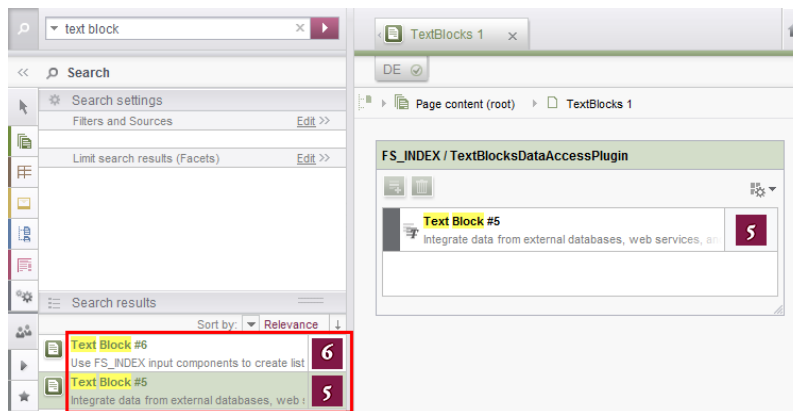 text block
Search
Search settings
Filters and Sources Edit >>
Limit search results (Facets) Edit >>
Search results
Sort by: Relevance
Text Block #6
Use FS_INDEX input components to create list
6
Text Block #5
Integrate data from external databases, web
5
TextBlocks 1
DE
Page content (root) TextBlocks 1
FS_INDEX / TextBlocksDataAccessPlugin
Text Block #5
Integrate data from external databases, web services, an
5